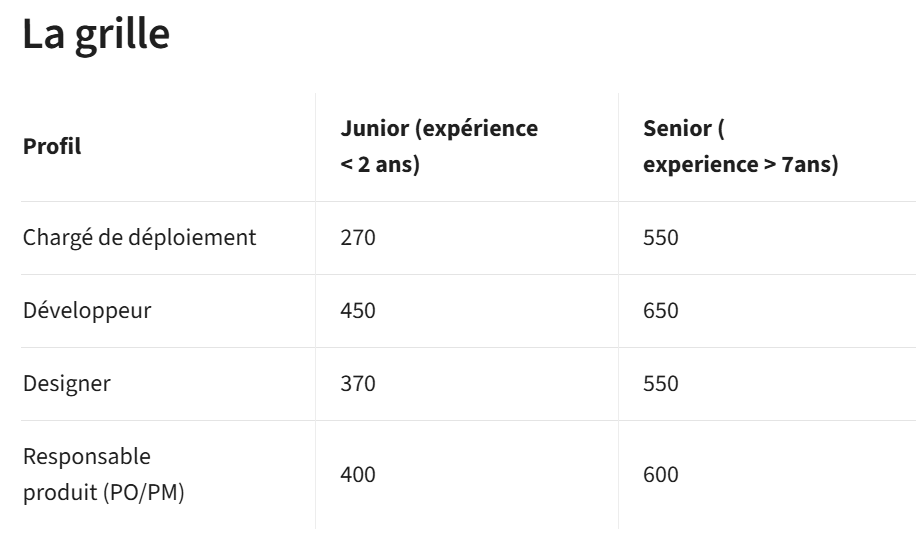 La grille
Profil
Junior (expérience
< 2 ans)
Senior (
experience > 7ans)
Chargé de déploiement
270
550
Développeur
450
650
Designer
370
550
Responsable
produit (PO/PM)
400
600